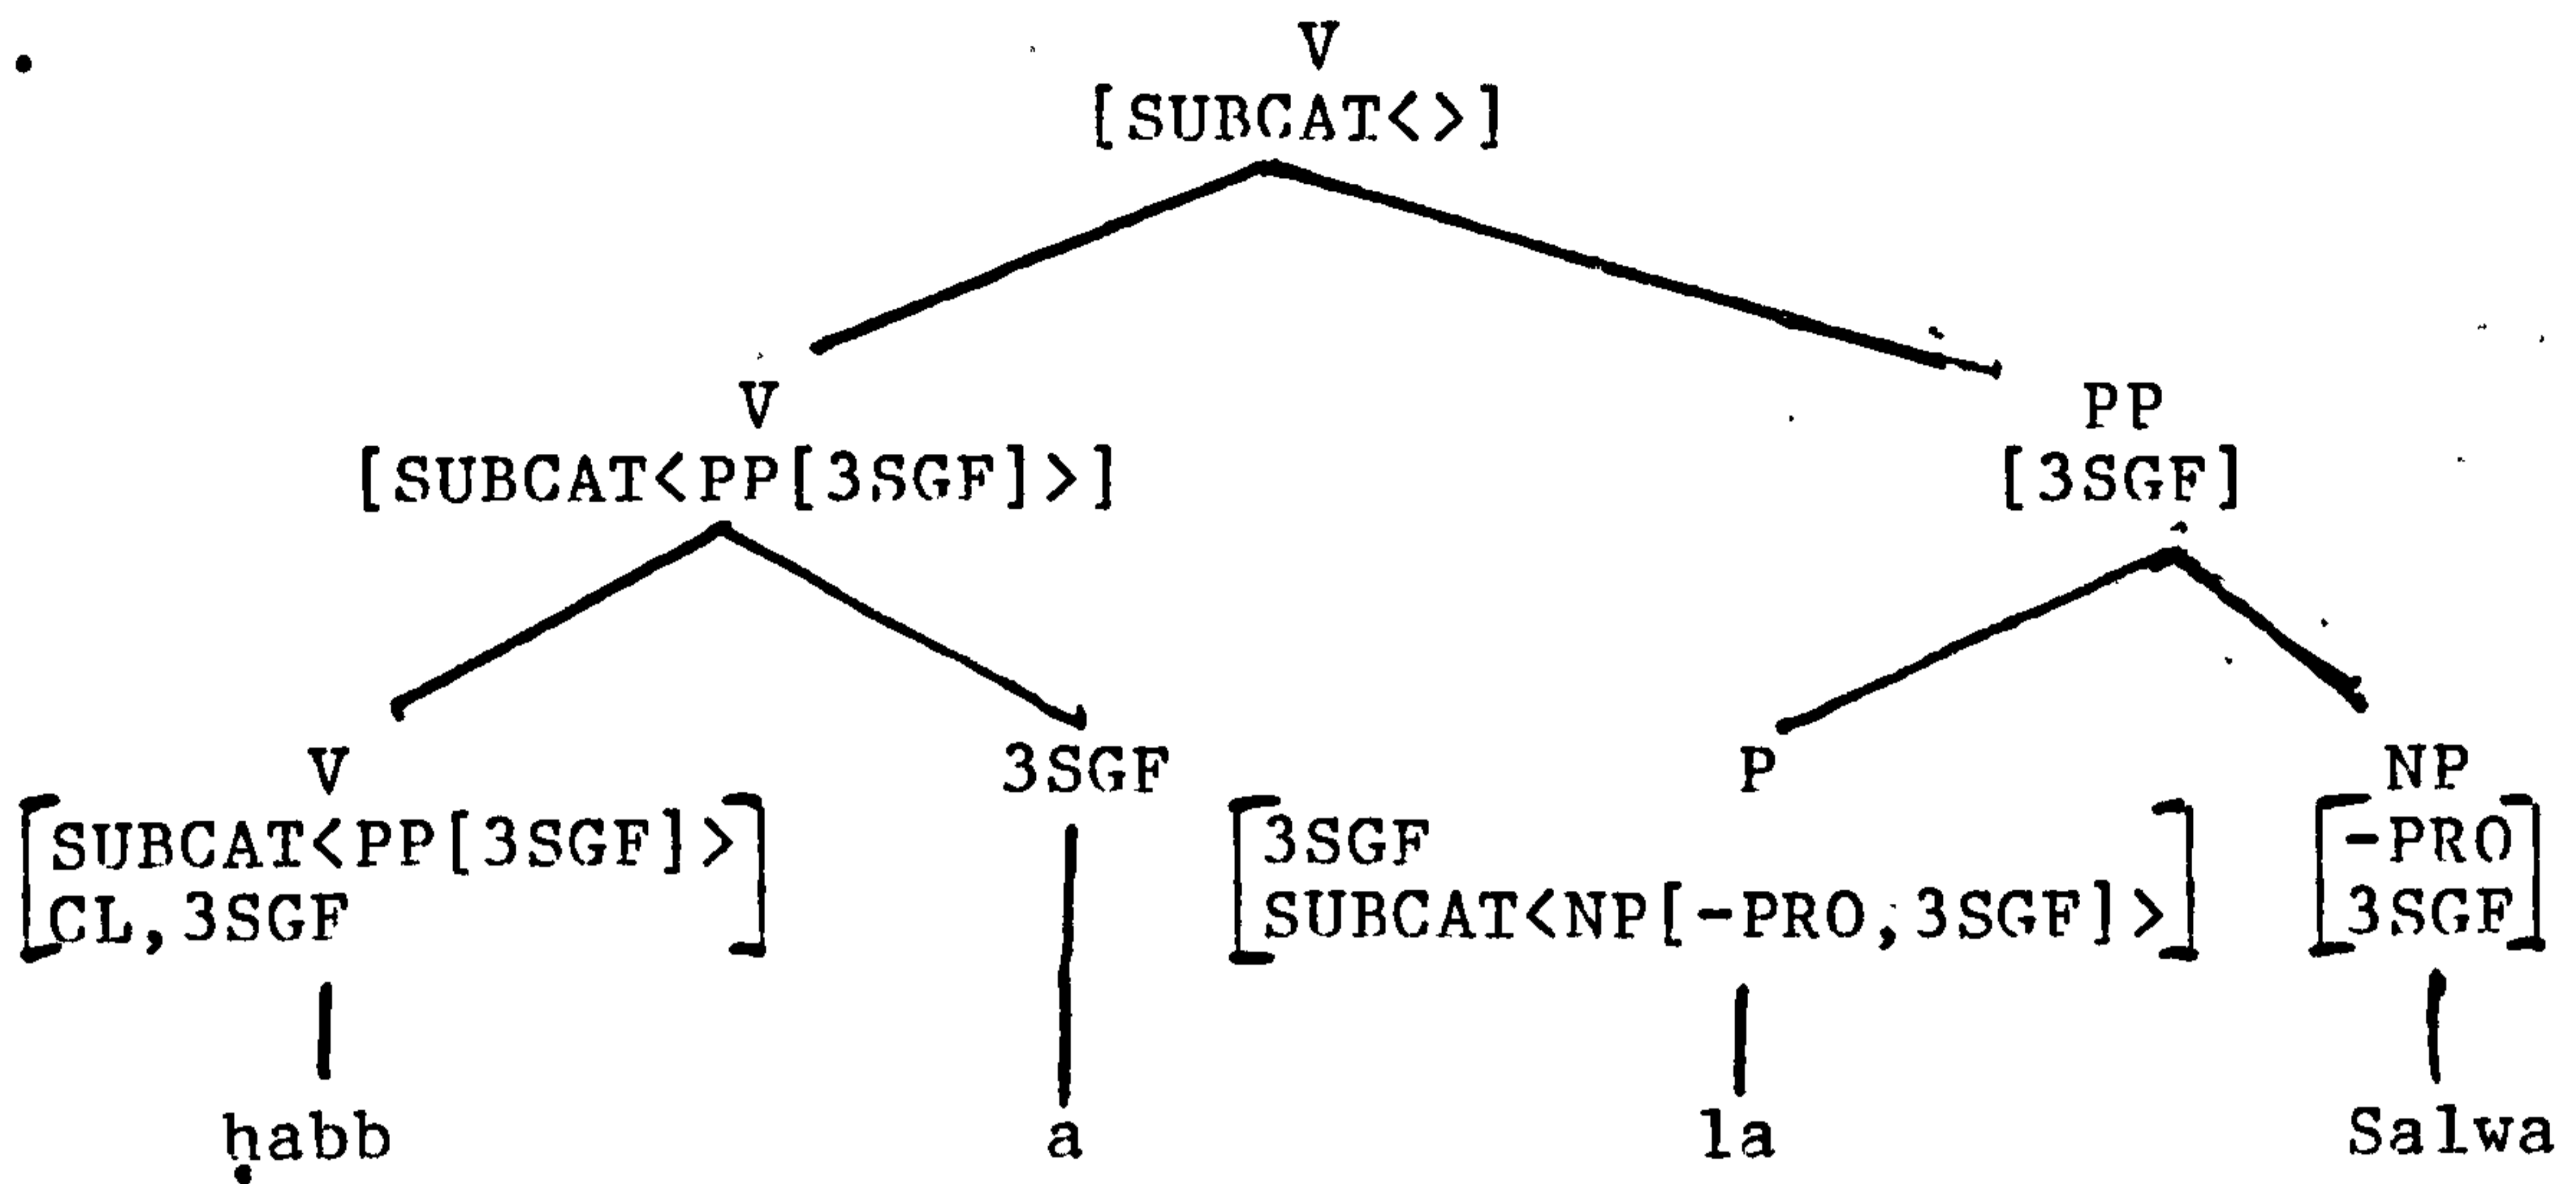 V
[SUBCAT<>]
V PP
[SUBCAT<PP[3SGF]>] [3SGF]
V 3SGF P NP
[SUBCAT<PP[3SGF]> [3SGF [-PRO
CL,3SGF] SUBCAT<NP[-PRO,3SGF]>] 3SGF]
ḥabb a la Salwa